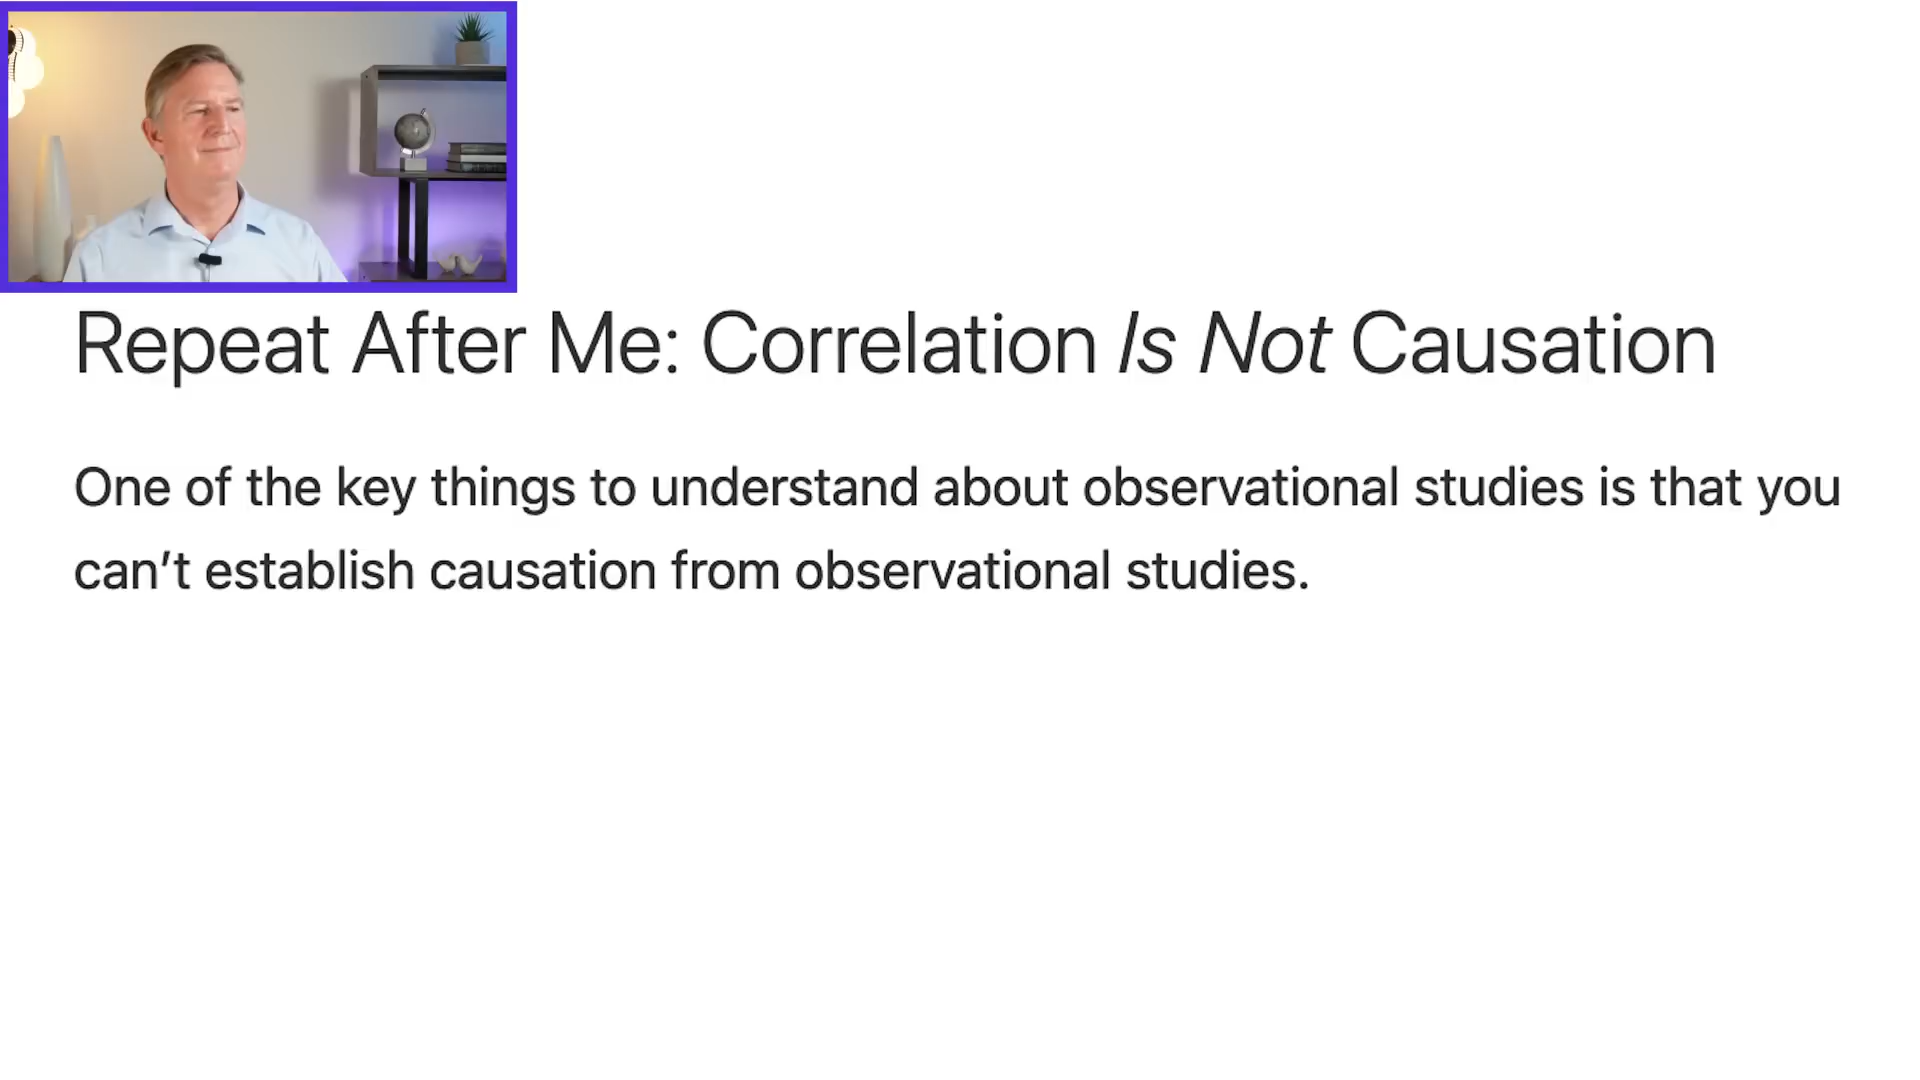 Repeat After Me: Correlation Is Not Causation
One of the key things to understand about observational studies is that you
can’t establish causation from observational studies.